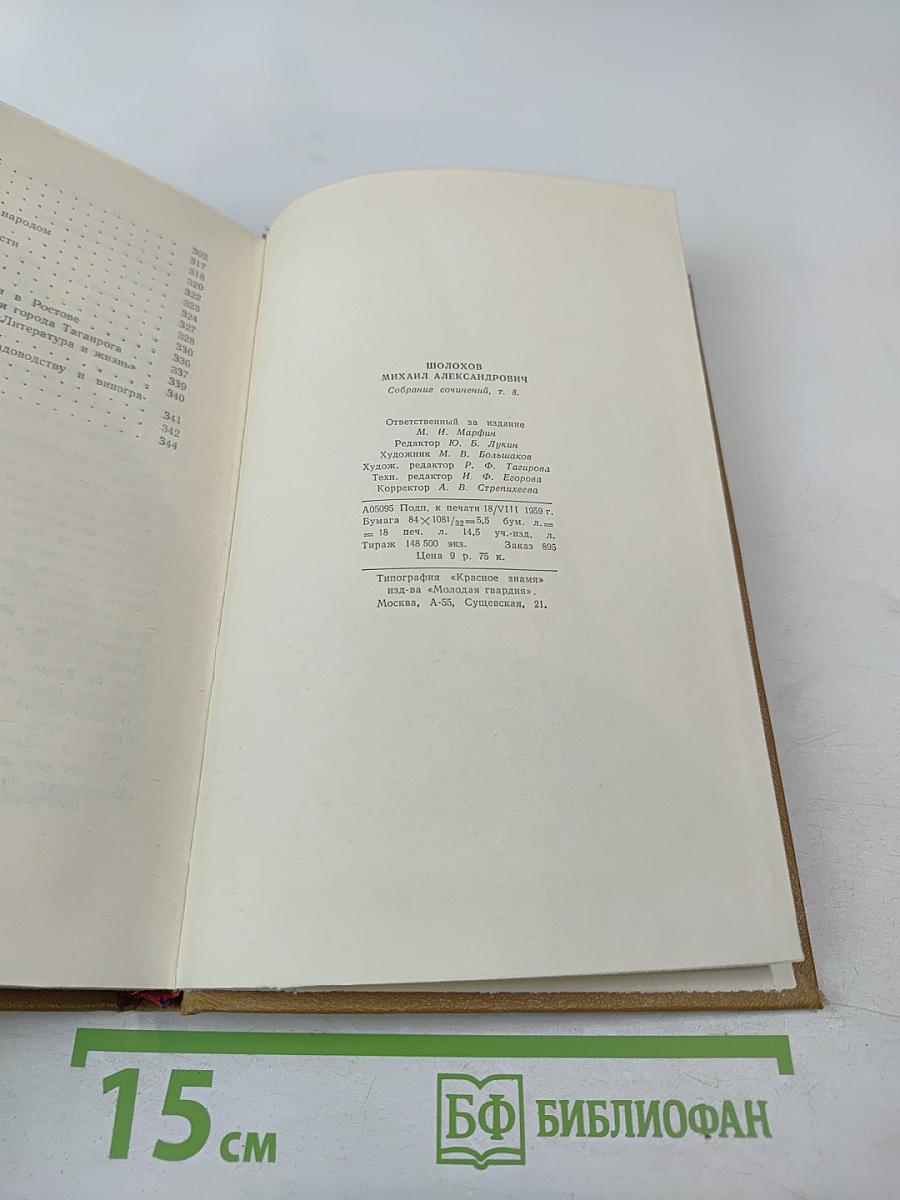 народом
сти
302
317
318
320
322
323
324
327
328
330
336
337
339
340
в Ростове
и города Таганрога
«Литература и жизнь»
адоводству и виногра-
341
342
344
ШОЛОХОВ
МИХАИЛ АЛЕКСАНДРОВИЧ
Собрание сочинений, т. 8.
Ответственный за издание
М. И. Марфин
Редактор Ю. Б. Лукин
Художник М. В. Большаков
Худож. редактор Р. Ф. Тагирова
Техн. редактор И. Ф. Егорова
Корректор А. В. Стрепихеева
А05095 Подп. к печати 18/VIII 1959 г.
Бумага 84×1081/32=5,5 бум. л.=
= 18 печ. л. 14,5 уч.-изд. л.
Тираж 148 500 экз. Заказ 895
Цена 9 р. 75 к.
Типография «Красное знамя»
изд-ва «Молодая гвардия».
Москва, А-55, Сущевская, 21.
15 см
БФ БИБЛИОФАН